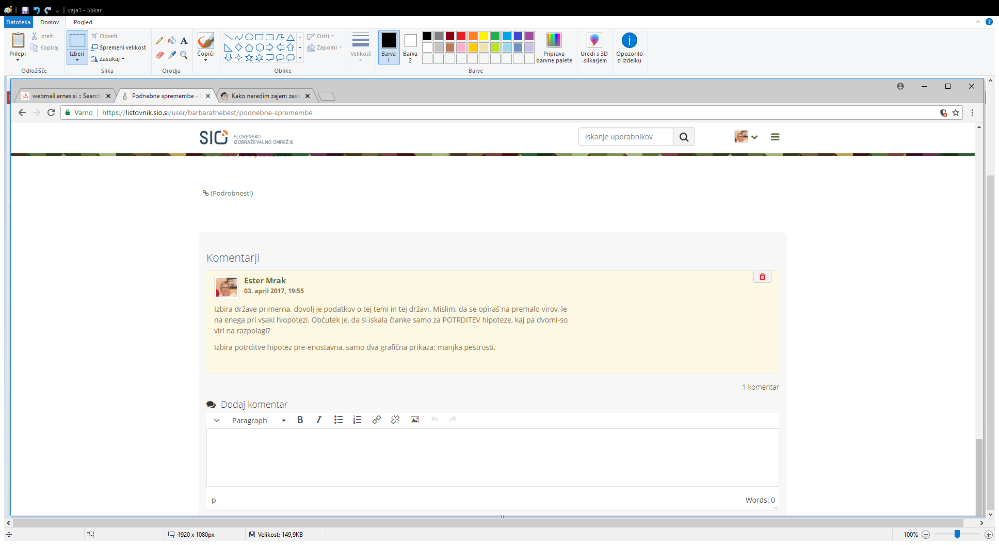 vaja1 - Slikar
Datoteka Domov Pogled
Prilepi
Izreži
Kopiraj
Odložišče
Izberi
Obreži
Spremeni velikost
Zasukaj
Slika
A
Orodja
Čopiči
Oblike
Oriši
Zapolni
Velikost
Barva 1
Barva 2
Barve
Priprava barvne palete
Uredi s 3D -slikarjem
Opozorilo o izdelku
webmail.arnes.si :: Search
Podnebne spremembe -
Kako naredim zajem zasl
Varno
https://listovnik.sio.si/user/barbarathebest/podnebne-spremembe
SIO SLOVENSKO
IZOBRAŽEVALNO OMREŽJE
Iskanje uporabnikov
(Podrobnosti)
Komentarji
Ester Mrak
03. april 2017, 19:55
Izbira države primerna, dovolj je podatkov o tej temi in tej državi. Mislim, da se opiraš na premalo virov, le
na enega pri vsaki hiopotezi. Občutek je, da si iskala članke samo za POTRDITEV hipoteze, kaj pa dvomi-so
viri na razpolagi?
Izbira potrditve hipotez pre-enostavna, samo dva grafična prikaza; manjka pestrosti.
1 komentar
Dodaj komentar
Paragraph B I
p
Words: 0
1920 x 1080px
Velikost: 149,9KB
100%